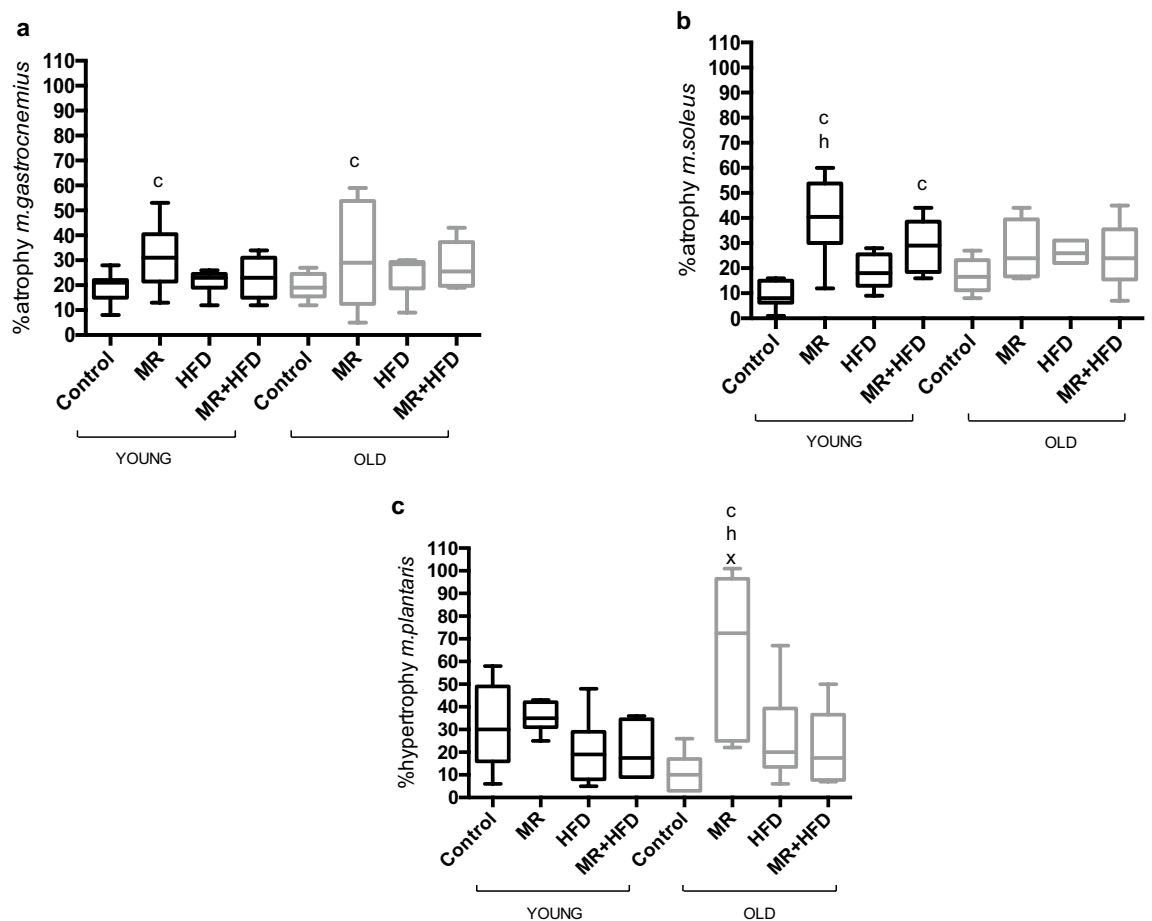 a
%atrophy m.gastrocnemius
110
100
90
80
70
60
50
40
30
20
10
0
c
c
Control
MR
HFD
MR+HFD
Control
MR
HFD
MR+HFD
YOUNG
OLD
b
%atrophy m.soleus
110
100
90
80
70
60
50
40
30
20
10
0
c
h
c
Control
MR
HFD
MR+HFD
Control
MR
HFD
MR+HFD
YOUNG
OLD
c
%hypertrophy m.plantaris
110
100
90
80
70
60
50
40
30
20
10
0
c
h
x
Control
MR
HFD
MR+HFD
Control
MR
HFD
MR+HFD
YOUNG
OLD